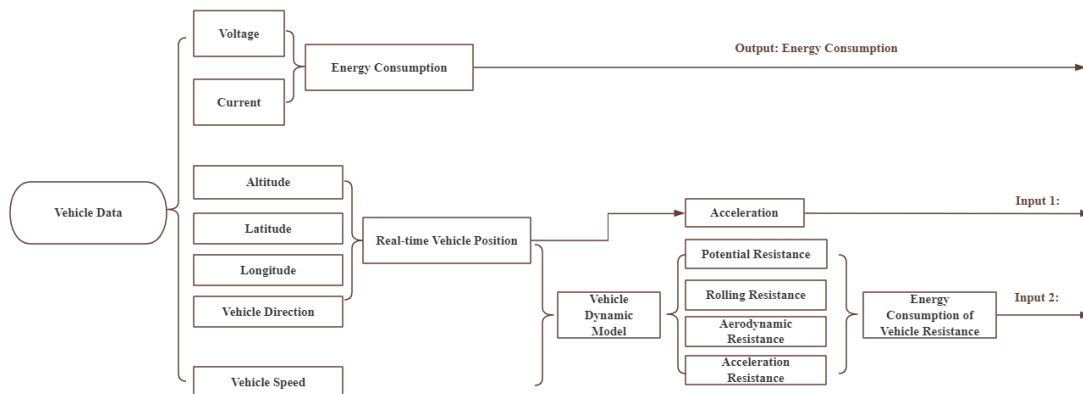 Voltage
Output: Energy Consumption
Energy Consumption
Current
Altitude
Vehicle Data
Latitude
Real-time Vehicle Position
Acceleration
Input 1:
Longitude
Potential Resistance
Vehicle Direction
Vehicle
Dynamic
Model
Rolling Resistance
Aerodynamic
Resistance
Acceleration
Resistance
Energy
Consumption of
Vehicle Resistance
Input 2:
Vehicle Speed